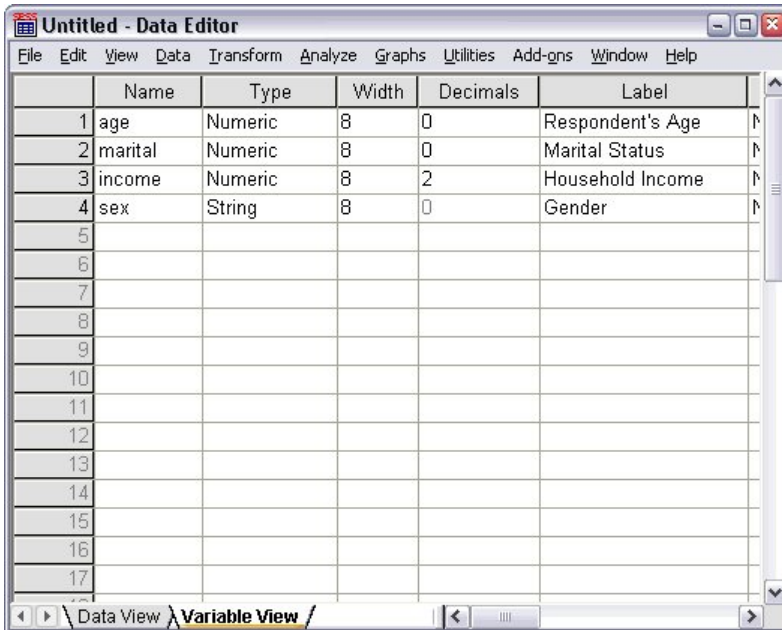 Untitled - Data Editor
File Edit View Data Transform Analyze Graphs Utilities Add-ons Window Help
Name Type Width Decimals Label
1 age Numeric 8 0 Respondent's Age
2 marital Numeric 8 0 Marital Status
3 income Numeric 8 2 Household Income
4 sex String 8 0 Gender
5
6
7
8
9
10
11
12
13
14
15
16
17
Data View Variable View